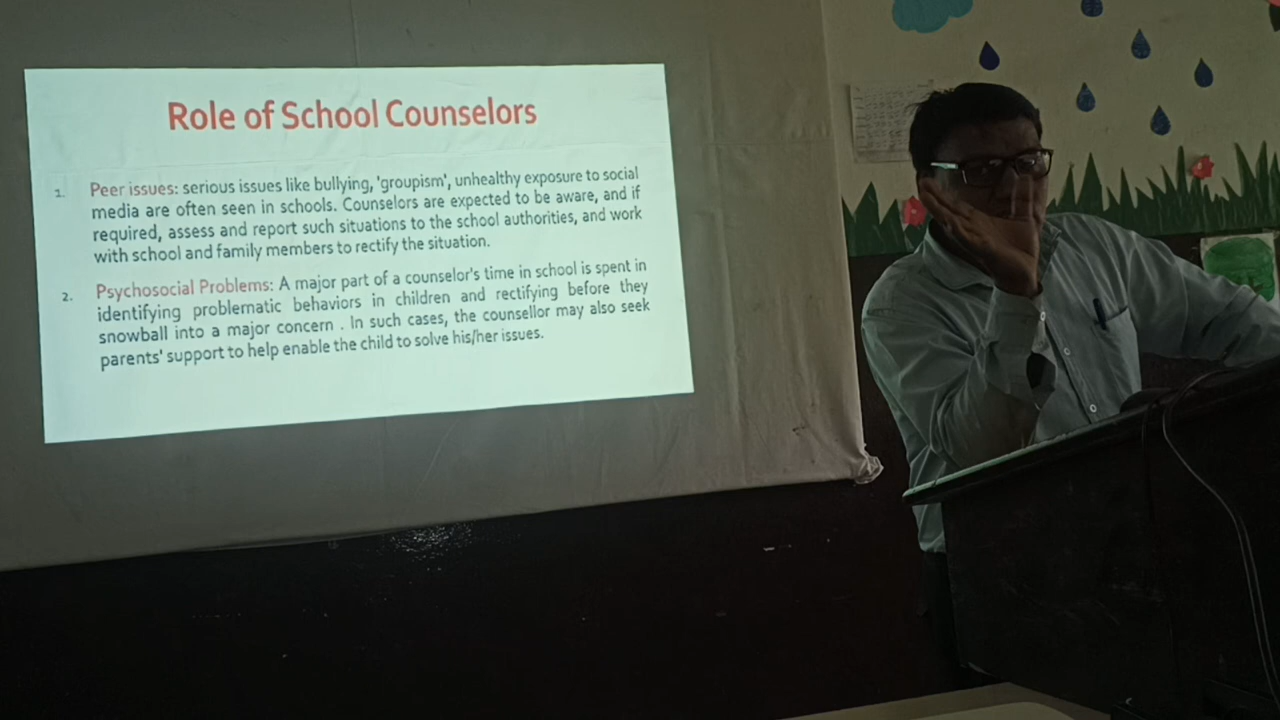 Role of School Counselors
1. Peer issues: serious issues like bullying, 'groupism', unhealthy exposure to social
media are often seen in schools. Counselors are expected to be aware, and if
required, assess and report such situations to the school authorities, and work
with school and family members to rectify the situation.
2. Psychosocial Problems: A major part of a counselor's time in school is spent in
identifying problematic behaviors in children and rectifying before they
snowball into a major concern . In such cases, the counsellor may also seek
parents' support to help enable the child to solve his/her issues.